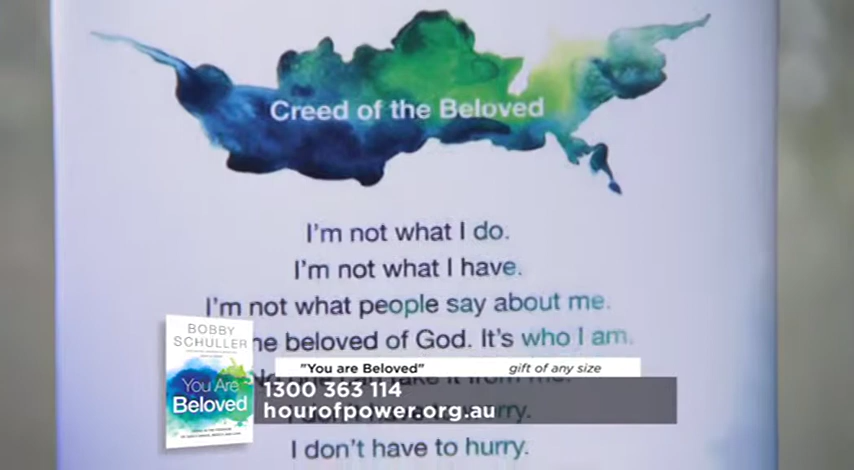 Creed of the Beloved
I'm not what I do.
I'm not what I have.
I'm not what people say about me.
he beloved of God. It's who I am.
BOBBY
SCHULLER
You Are
Beloved
"You are Beloved" gift of any size
1300 363 114
hourofpower.org.au
I don't have to hurry.